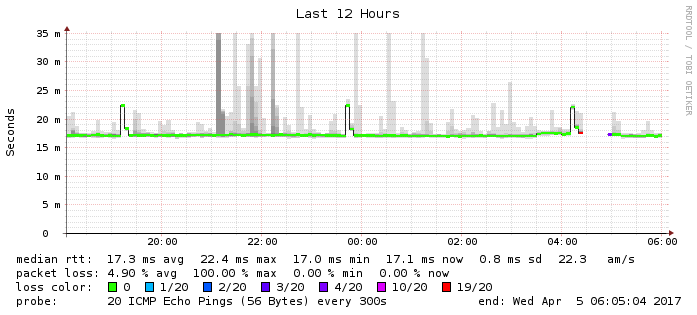 Last 12 Hours
RRDTOOL / TOBI OETIKER
Seconds
35 m
30 m
25 m
20 m
15 m
10 m
5 m
0
20:00 22:00 00:00 02:00 04:00 06:00
median rtt: 17.3 ms avg 22.4 ms max 17.0 ms min 17.1 ms now 0.8 ms sd 22.3 am/s
packet loss: 4.90 % avg 100.00 % max 0.00 % min 0.00 % now
loss color: 0 1/20 2/20 3/20 4/20 10/20 19/20
probe: 20 ICMP Echo Pings (56 Bytes) every 300s end: Wed Apr 5 06:05:04 2017